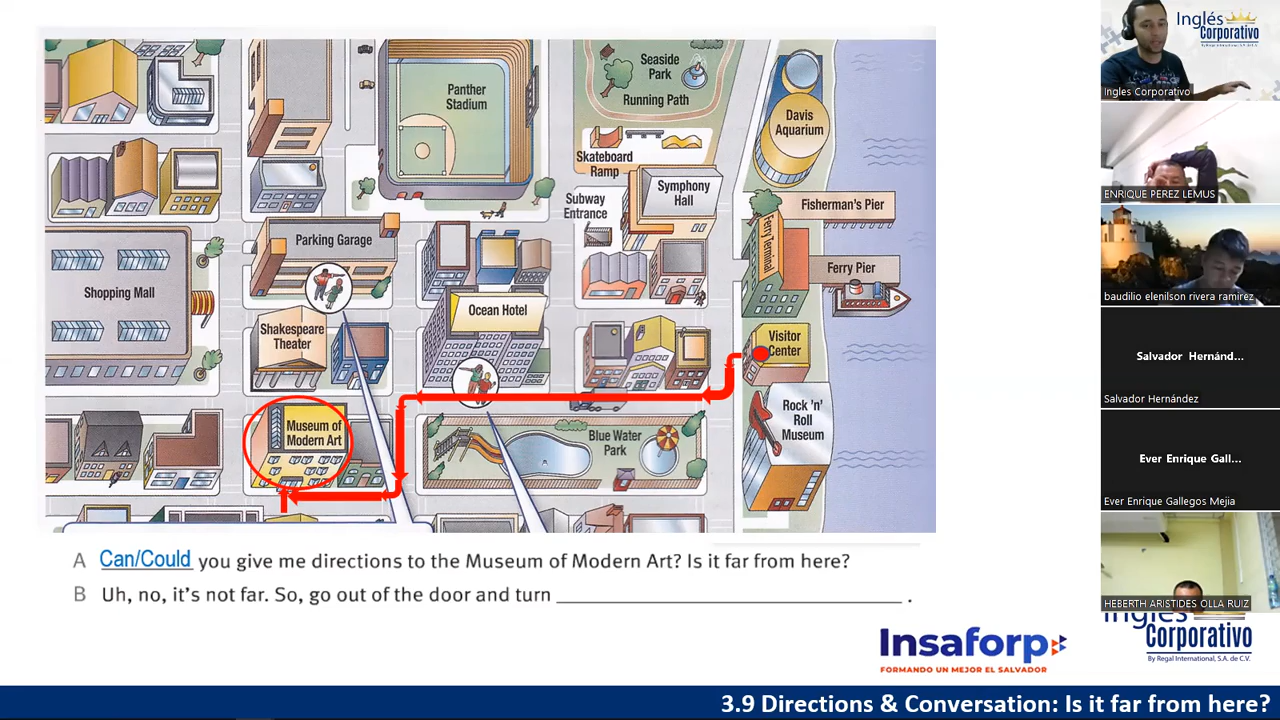 Panther
Stadium
Seaside
Park
Running Path
Skateboard
Ramp
Davis
Aquarium
Symphony
Hall
Subway
Entrance
Fisherman's Pier
Ferry Terminal
Ferry Pier
Parking Garage
Shopping Mall
Shakespeare
Theater
Ocean Hotel
Visitor
Center
Museum of
Modern Art
Blue Water
Park
Rock 'n'
Roll
Museum
A Can/Could you give me directions to the Museum of Modern Art? Is it far from here?
B Uh, no, it's not far. So, go out of the door and turn ______________________________ .
Insaforp
FORMANDO UN MEJOR EL SALVADOR
3.9 Directions & Conversation: Is it far from here?
Inglés
Corporativo
By Regal International, S.A. de C.V.
Ingles Corporativo
ENRIQUE PEREZ LEMUS
baudilio elenilson rivera ramirez
Salvador Hernánd...
Salvador Hernández
Ever Enrique Gall...
Ever Enrique Gallegos Mejia
HEBERTH ARISTIDES OLLA RUIZ
Inglés
Corporativo
By Regal International, S.A. de C.V.